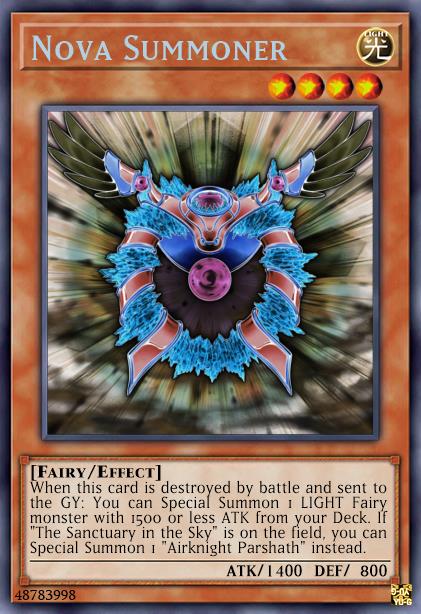 Nova Summoner
LIGHT
光
[Fairy/Effect]
When this card is destroyed by battle and sent to
the GY: You can Special Summon 1 LIGHT Fairy
monster with 1500 or less ATK from your Deck. If
"The Sanctuary in the Sky" is on the field, you can
Special Summon 1 "Airknight Parshath" instead.
ATK/1400 DEF/ 800
48783998